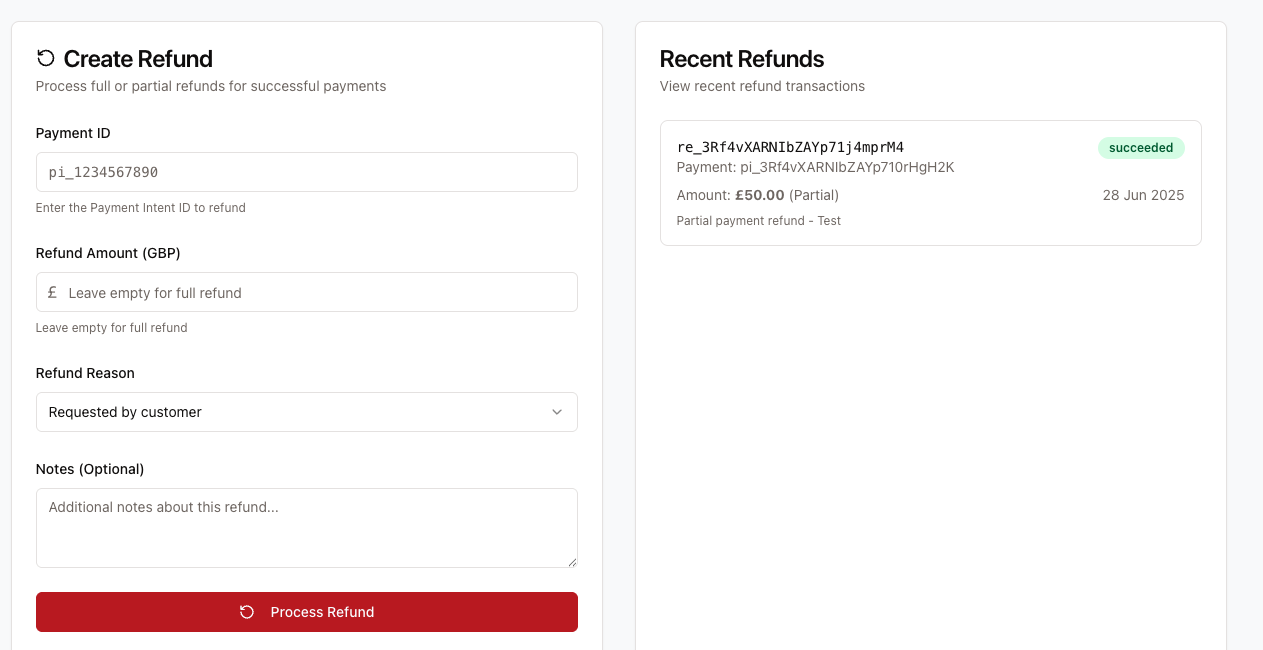 Create Refund
Process full or partial refunds for successful payments
Payment ID
pi_1234567890
Enter the Payment Intent ID to refund
Refund Amount (GBP)
£ Leave empty for full refund
Leave empty for full refund
Refund Reason
Requested by customer
Notes (Optional)
Additional notes about this refund...
Process Refund
Recent Refunds
View recent refund transactions
re_3Rf4vXARNIbZAYp71j4mprM4 succeeded
Payment: pi_3Rf4vXARNIbZAYp710rHgH2K
Amount: £50.00 (Partial) 28 Jun 2025
Partial payment refund - Test